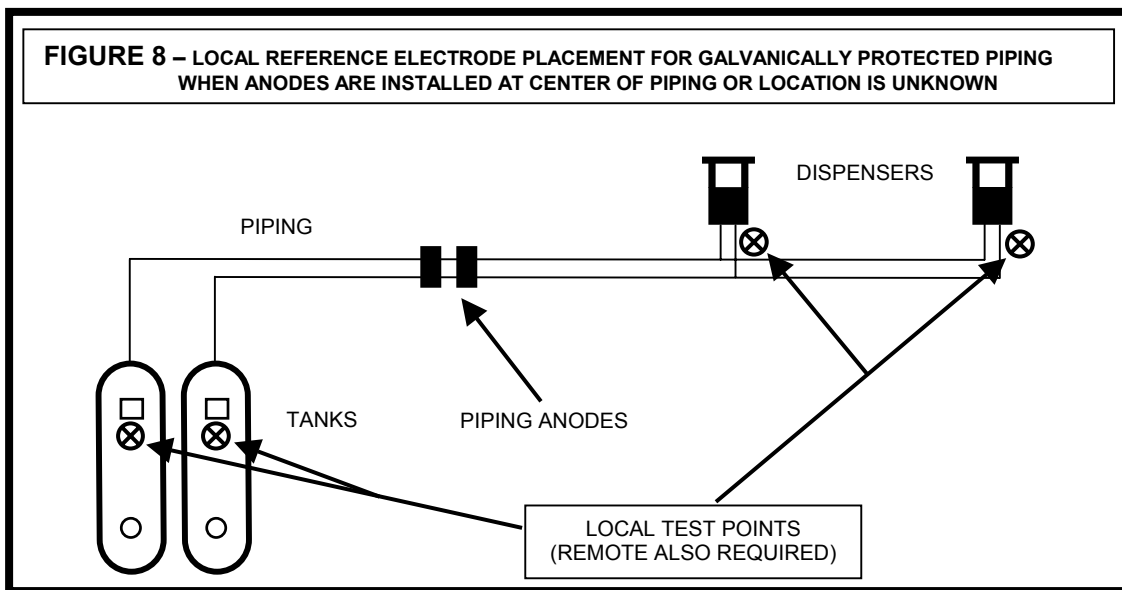 FIGURE 8 – LOCAL REFERENCE ELECTRODE PLACEMENT FOR GALVANICALLY PROTECTED PIPING
WHEN ANODES ARE INSTALLED AT CENTER OF PIPING OR LOCATION IS UNKNOWN
DISPENSERS
PIPING
TANKS
PIPING ANODES
LOCAL TEST POINTS
(REMOTE ALSO REQUIRED)